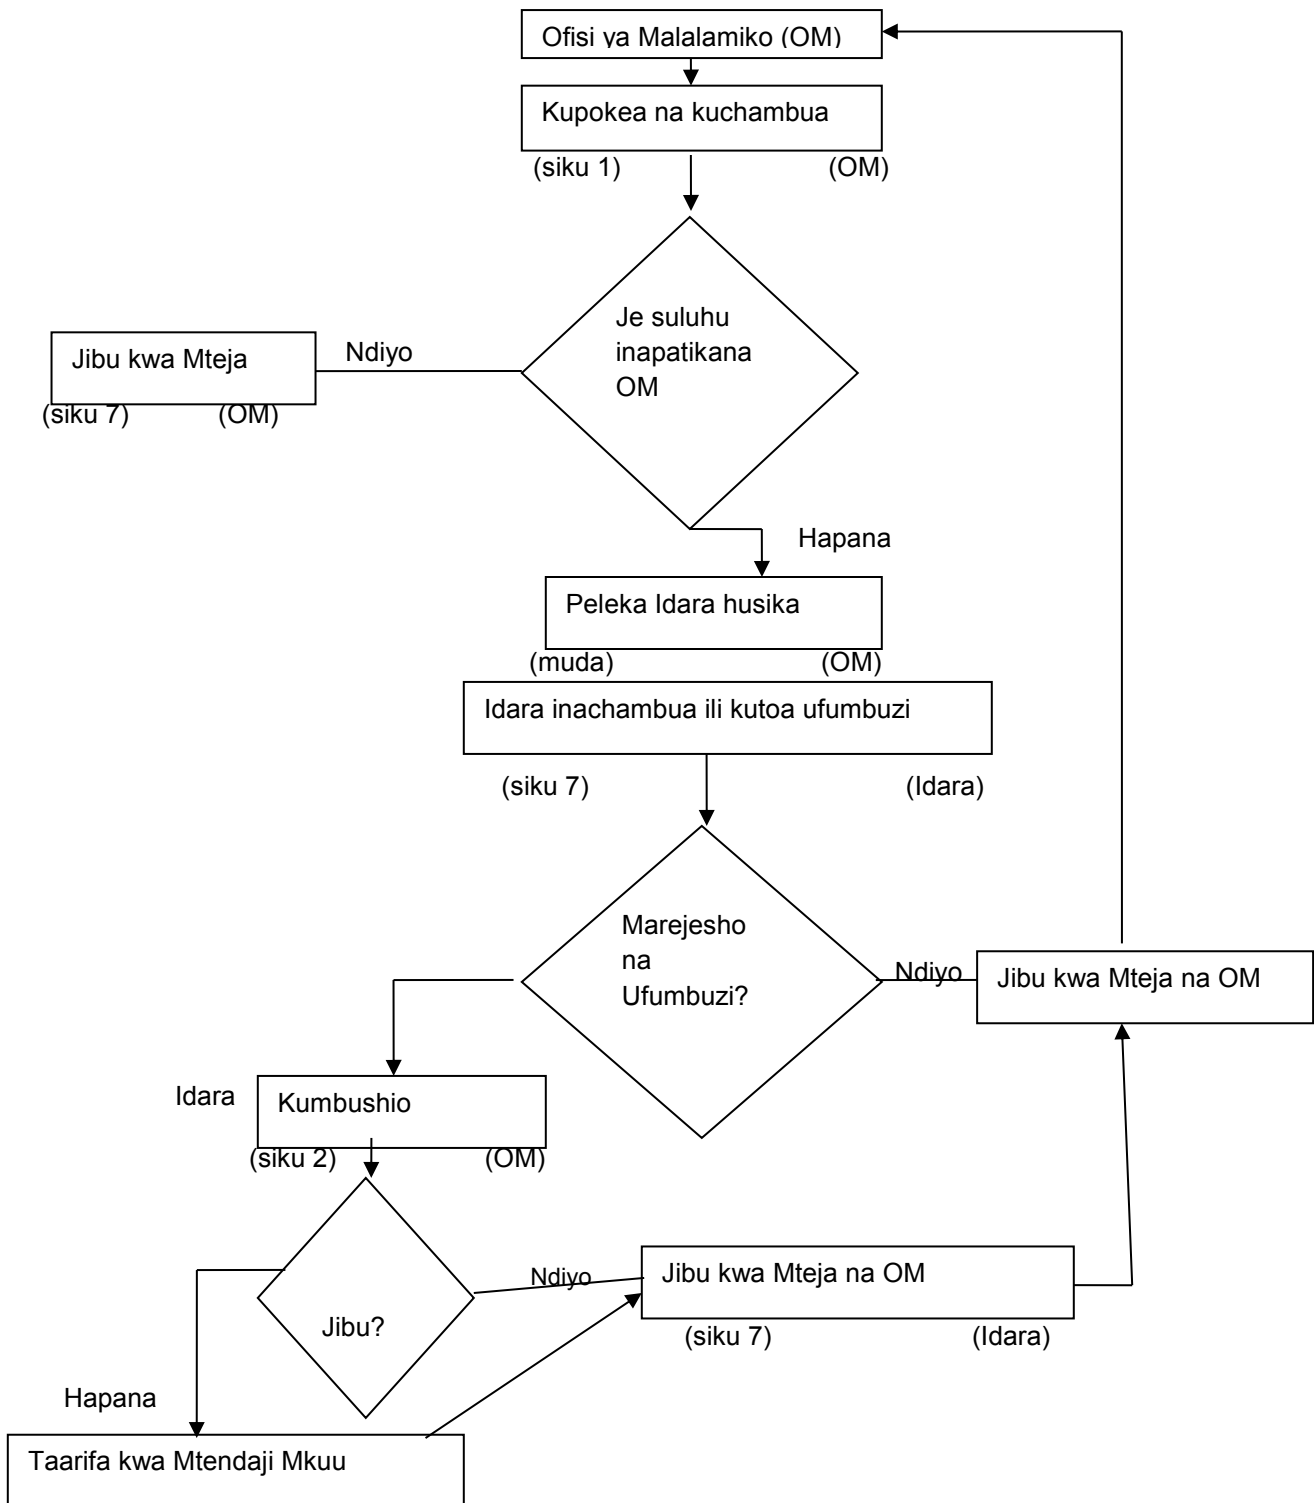 Ofisi ya Malalamiko (OM)
Kupokea na kuchambua
(siku 1) (OM)
Je suluhu
inapatikana
OM
Ndiyo
Jibu kwa Mteja
(siku 7) (OM)
Hapana
Peleka Idara husika
(muda) (OM)
Idara inachambua ili kutoa ufumbuzi
(siku 7) (Idara)
Marejesho
na
Ufumbuzi?
Ndiyo
Jibu kwa Mteja na OM
Idara
Kumbushio
(siku 2) (OM)
Jibu?
Ndiyo
Jibu kwa Mteja na OM
(siku 7) (Idara)
Hapana
Taarifa kwa Mtendaji Mkuu